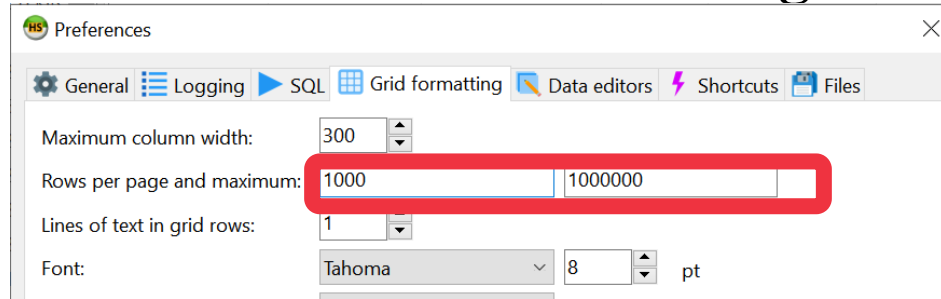 HS Preferences
General Logging SQL Grid formatting Data editors Shortcuts Files
Maximum column width: 300
Rows per page and maximum: 1000 1000000
Lines of text in grid rows: 1
Font: Tahoma 8 pt